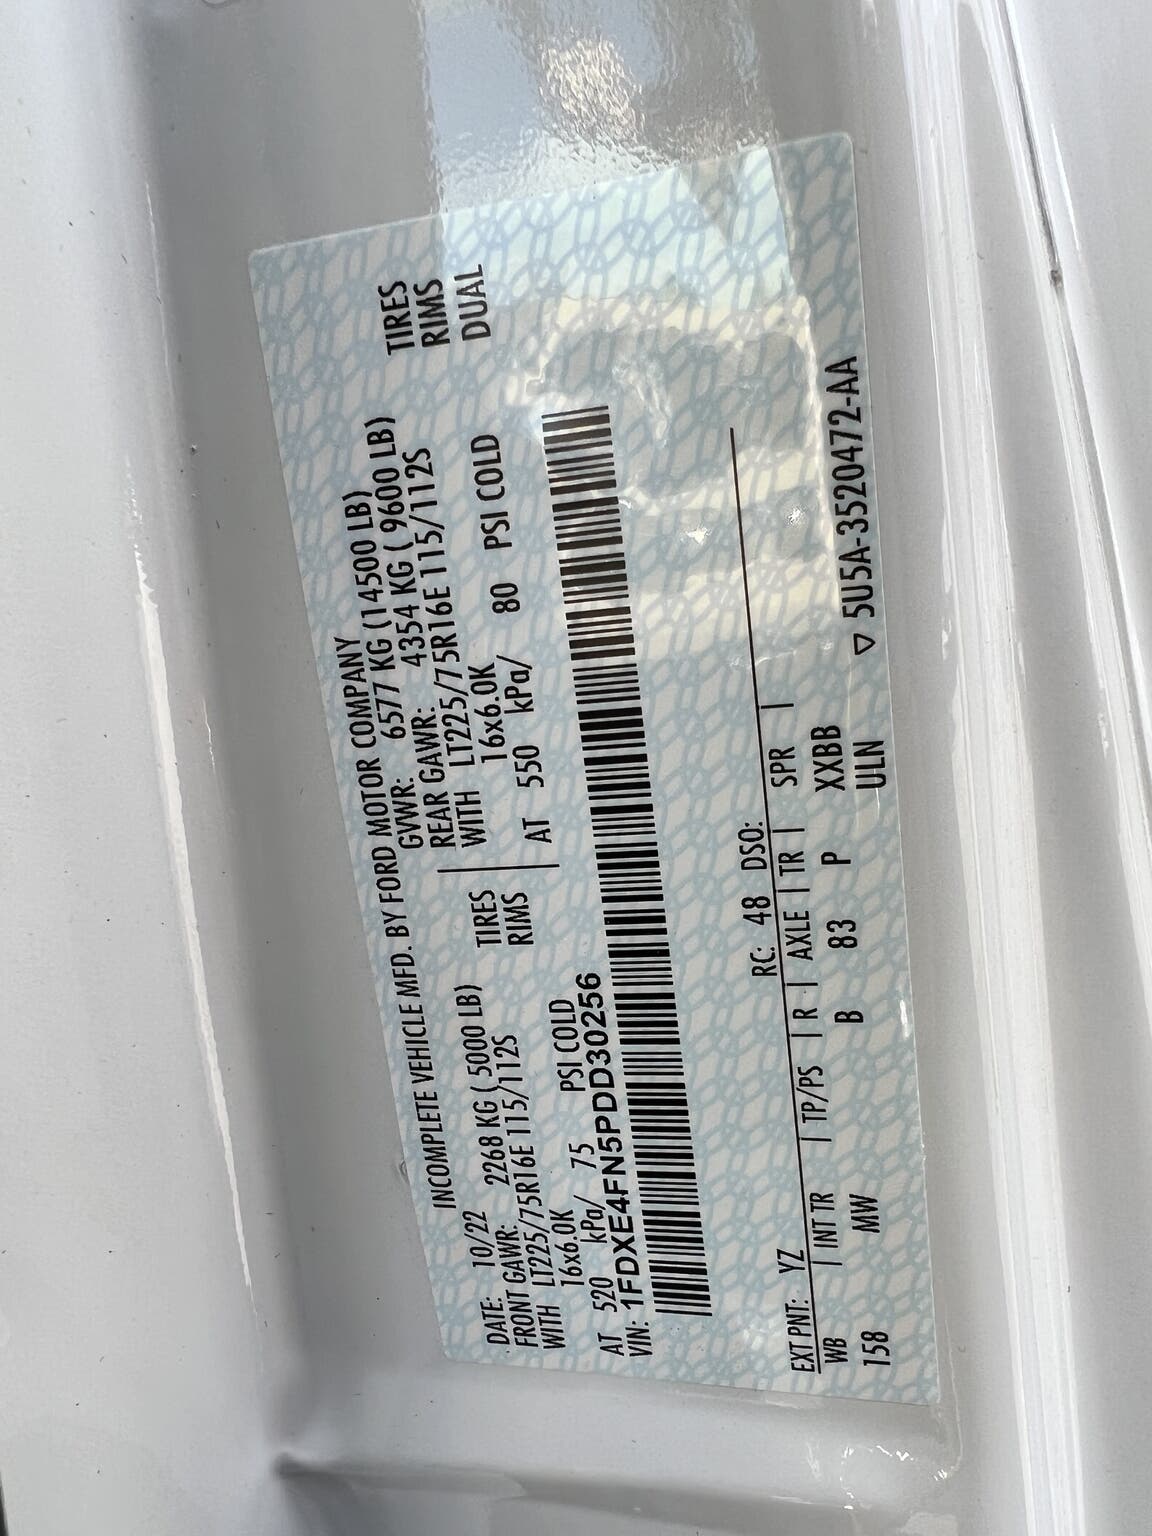 INCOMPLETE VEHICLE MFD. BY FORD MOTOR COMPANY
DATE: 10/22 GVWR: 6577 KG (14500 LB)
FRONT GAWR: 2268 KG ( 5000 LB) REAR GAWR: 4354 KG ( 9600 LB)
WITH LT225/75R16E 115/112S TIRES WITH LT225/75R16E 115/112S TIRES
16x6.0K RIMS 16x6.0K RIMS
AT 520 kPa/ 75 PSI COLD AT 550 kPa/ 80 PSI COLD DUAL
VIN: 1FDXE4FN5PDD30256
EXT PNT: YZ RC: 48 DSO:
WB | INT TR | TP/PS | R | AXLE | TR | SPR |
158 MW B 83 P XXBB
ULN
▽ 5U5A-3520472-AA